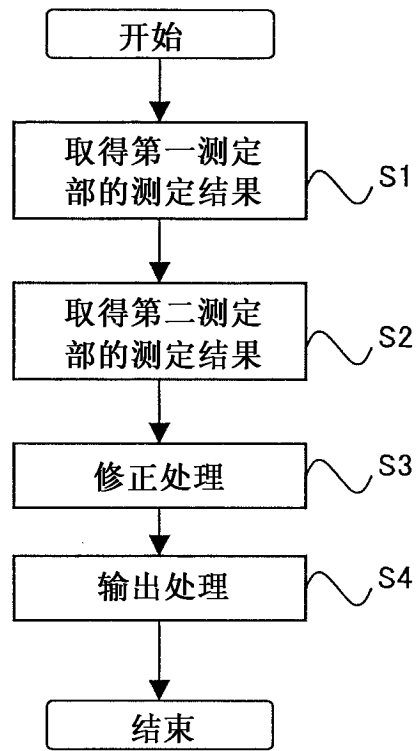 开始
取得第一测定
部的测定结果
S1
取得第二测定
部的测定结果
S2
修正处理
S3
输出处理
S4
结束